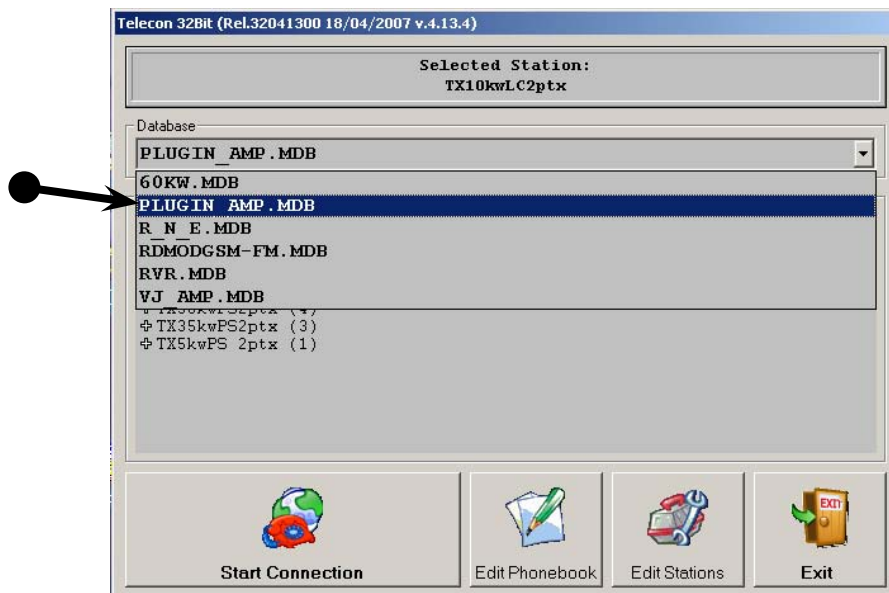 Telecon 32Bit (Rel.32041300 18/04/2007 v.4.13.4)
Selected Station:
TX10kwLC2ptx
Database
PLUGIN_AMP.MDB
60KW.MDB
PLUGIN_AMP.MDB
R_N_E.MDB
RDMODGSM-FM.MDB
RVR.MDB
VJ_AMP.MDB
TX35kwPS2ptx (3)
TX5kwPS 2ptx (1)
Start Connection
Edit Phonebook
Edit Stations
EXIT
Exit